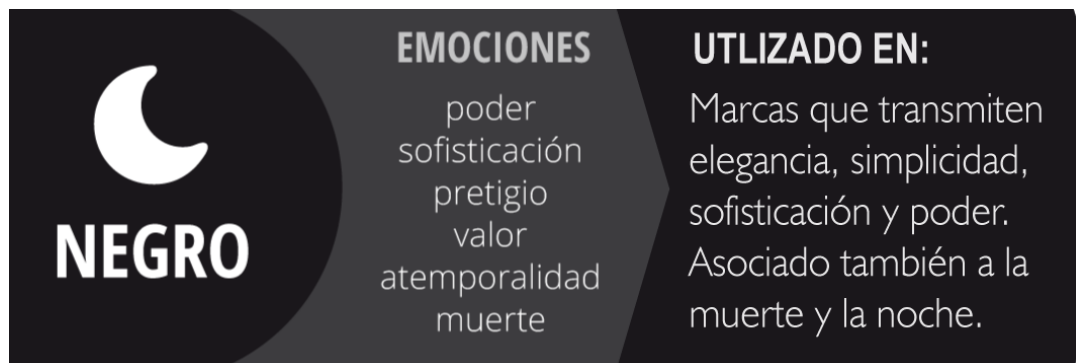 NEGRO
EMOCIONES
poder
sofisticación
pretigio
valor
atemporalidad
muerte
UTLIZADO EN:
Marcas que transmiten
elegancia, simplicidad,
sofisticación y poder.
Asociado también a la
muerte y la noche.